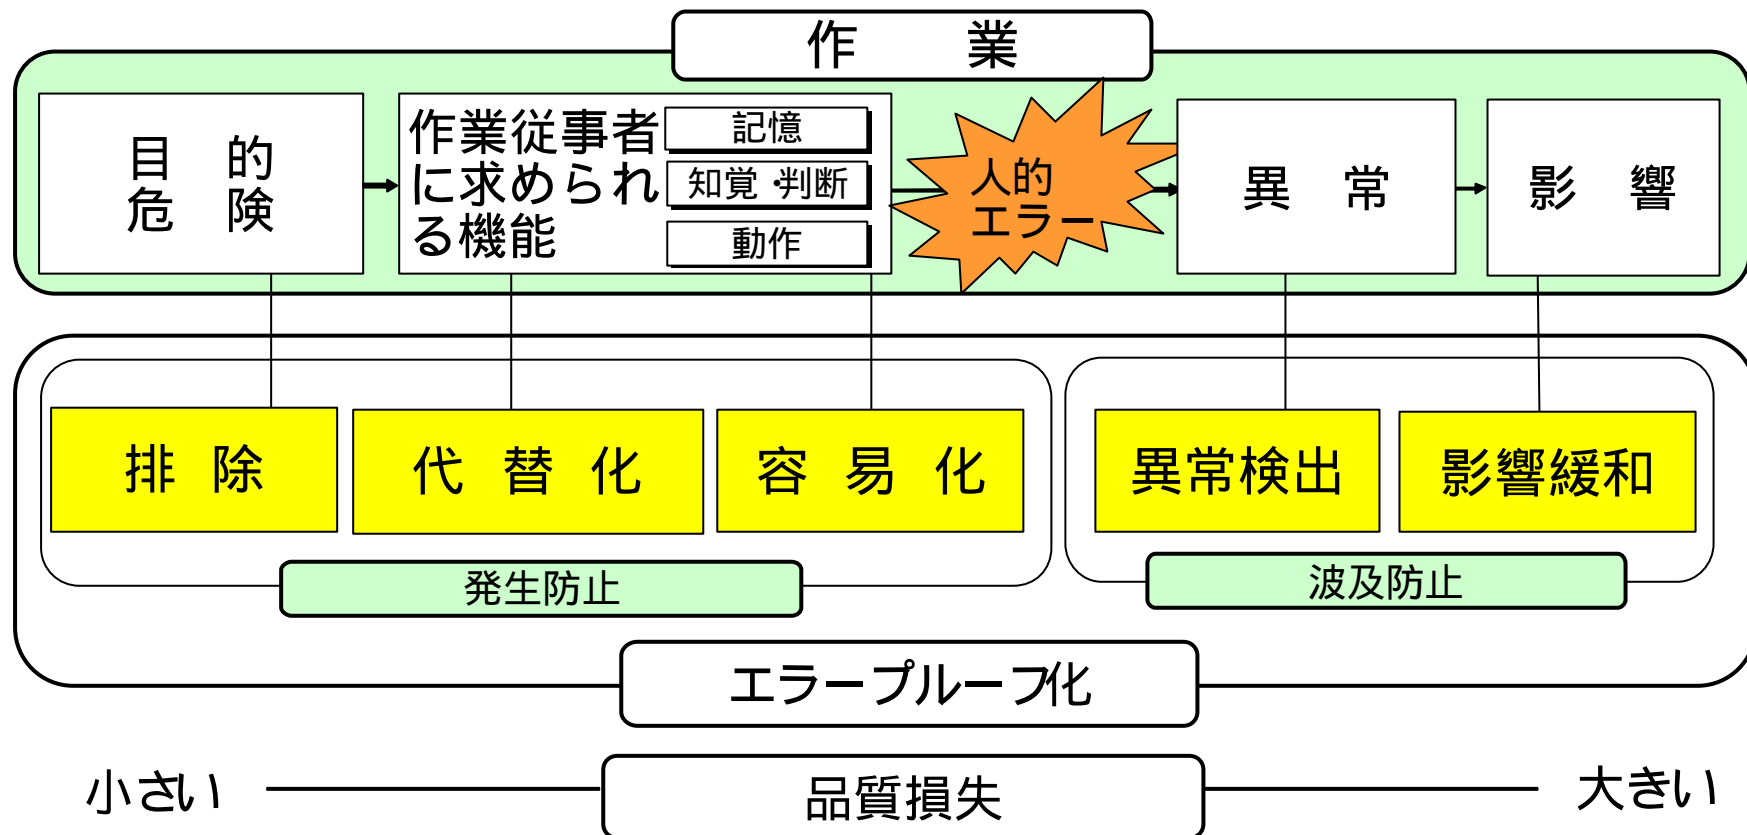 作　業
目　的
危　険
作業従事者
に求められ
る機能
記憶
知覚・判断
動作
人的
エラー
異　常
影　響
排 除
代 替 化
容 易 化
異常検出
影響緩和
発生防止
波及防止
エラープルーフ化
小さい
品質損失
大きい